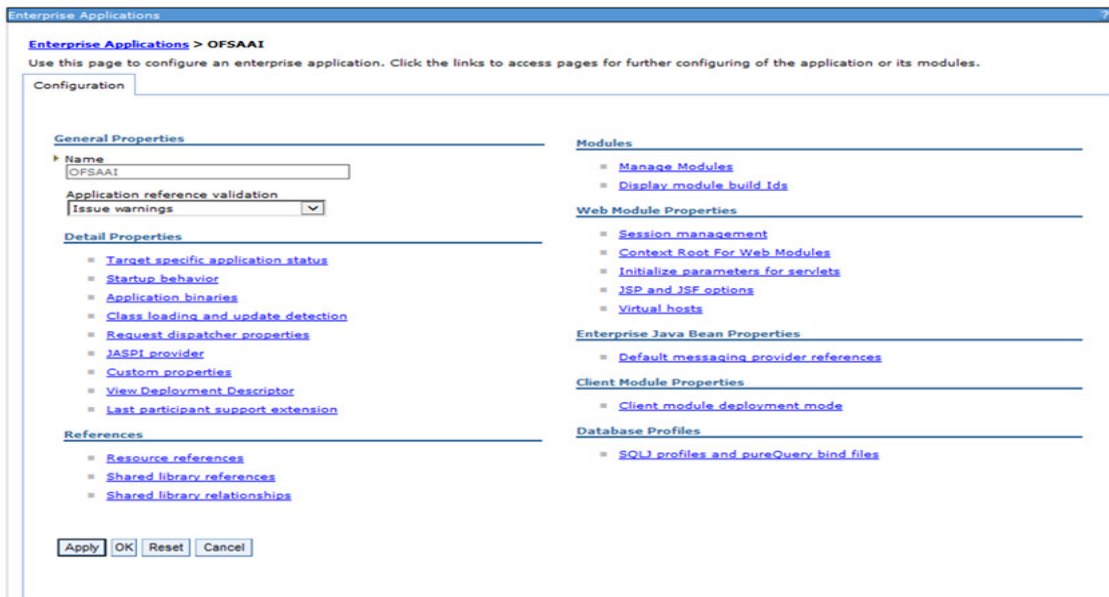 Enterprise Applications ?
Enterprise Applications > OFSAAI
Use this page to configure an enterprise application. Click the links to access pages for further configuring of the application or its modules.
Configuration
General Properties
Name
OFSAAI
Application reference validation
Issue warnings
Detail Properties
Target specific application status
Startup behavior
Application binaries
Class loading and update detection
Request dispatcher properties
JASPI provider
Custom properties
View Deployment Descriptor
Last participant support extension
References
Resource references
Shared library references
Shared library relationships
Modules
Manage Modules
Display module build Ids
Web Module Properties
Session management
Context Root For Web Modules
Initialize parameters for servlets
JSP and JSF options
Virtual hosts
Enterprise Java Bean Properties
Default messaging provider references
Client Module Properties
Client module deployment mode
Database Profiles
SQLJ profiles and pureQuery bind files
Apply OK Reset Cancel